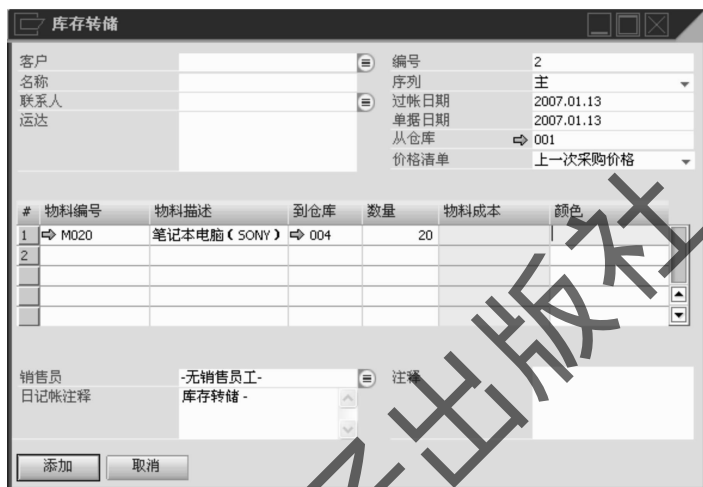 库存转储
客户 编号 2
名称 序列 主
联系人 过帐日期 2007.01.13
运达 单据日期 2007.01.13
从仓库 001
价格清单 上一次采购价格
# 物料编号 物料描述 到仓库 数量 物料成本 颜色
1 M020 笔记本电脑(SONY) 004 20
2
销售员 -无销售员工- 注释
日记帐注释 库存转储 -
添加 取消
出版社